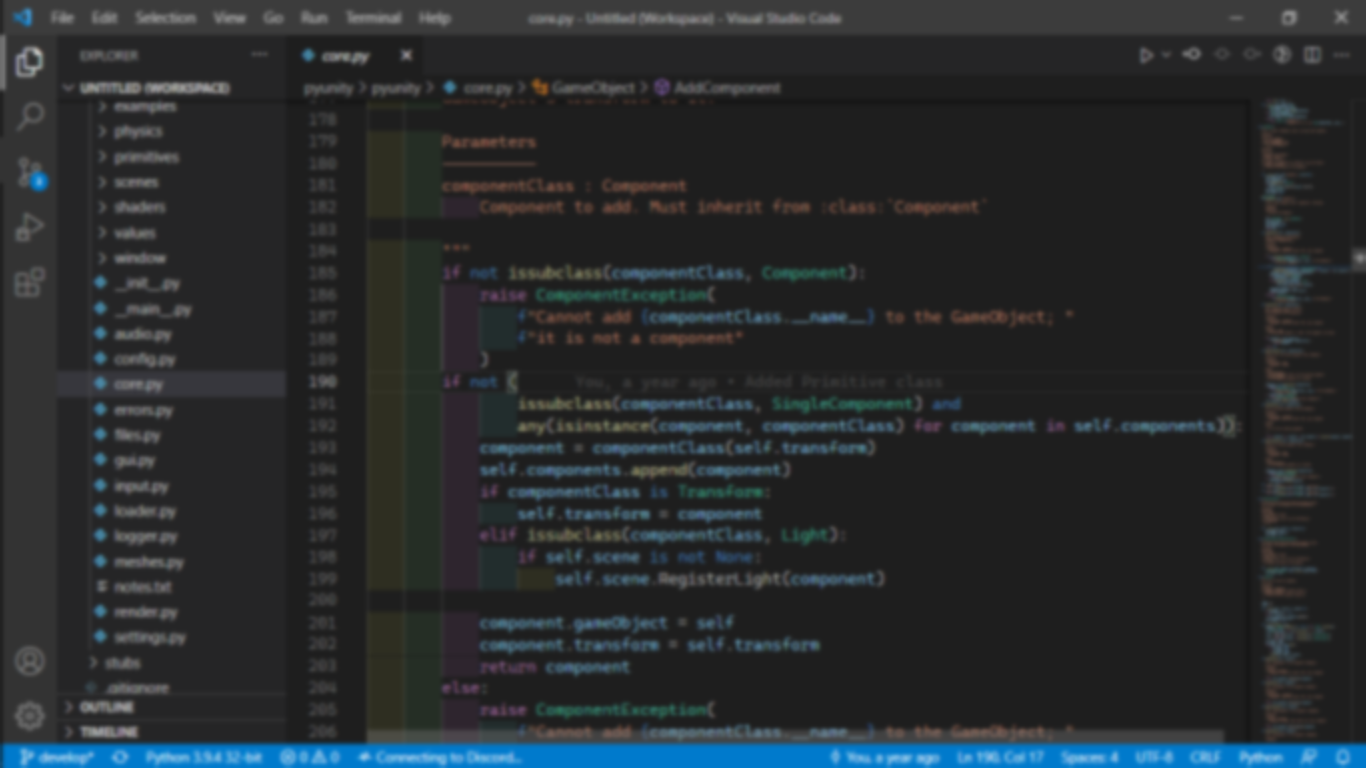 File Edit Selection View Go Run Terminal Help core.py - Untitled (Workspace) - Visual Studio Code
EXPLORER
core.py
UNTITLED (WORKSPACE)
pyunity > pyunity > core.py > GameObject > AddComponent
examples
physics
primitives
scenes
shaders
values
window
__init__.py
__main__.py
audio.py
config.py
core.py
errors.py
files.py
gui.py
input.py
loader.py
logger.py
meshes.py
notes.txt
render.py
settings.py
stubs
.gitignore
OUTLINE
TIMELINE
178
179 Parameters
180 ----------
181 componentClass : Component
182 Component to add. Must inherit from :class:`Component`
183
184 """
185 if not issubclass(componentClass, Component):
186 raise ComponentException(
187 f"Cannot add {componentClass.__name__} to the GameObject; "
188 f"it is not a component"
189 )
190 if not ( You, a year ago • Added Primitive class
191 issubclass(componentClass, SingleComponent) and
192 any(isinstance(component, componentClass) for component in self.components)):
193 component = componentClass(self.transform)
194 self.components.append(component)
195 if componentClass is Transform:
196 self.transform = component
197 elif issubclass(componentClass, Light):
198 if self.scene is not None:
199 self.scene.RegisterLight(component)
200
201 component.gameObject = self
202 component.transform = self.transform
203 return component
204 else:
205 raise ComponentException(
206 f"Cannot add {componentClass.__name__} to the GameObject; "
develop* Python 3.9.4 32-bit 0 0 Connecting to Discord... You, a year ago Ln 190, Col 17 Spaces: 4 UTF-8 CRLF Python